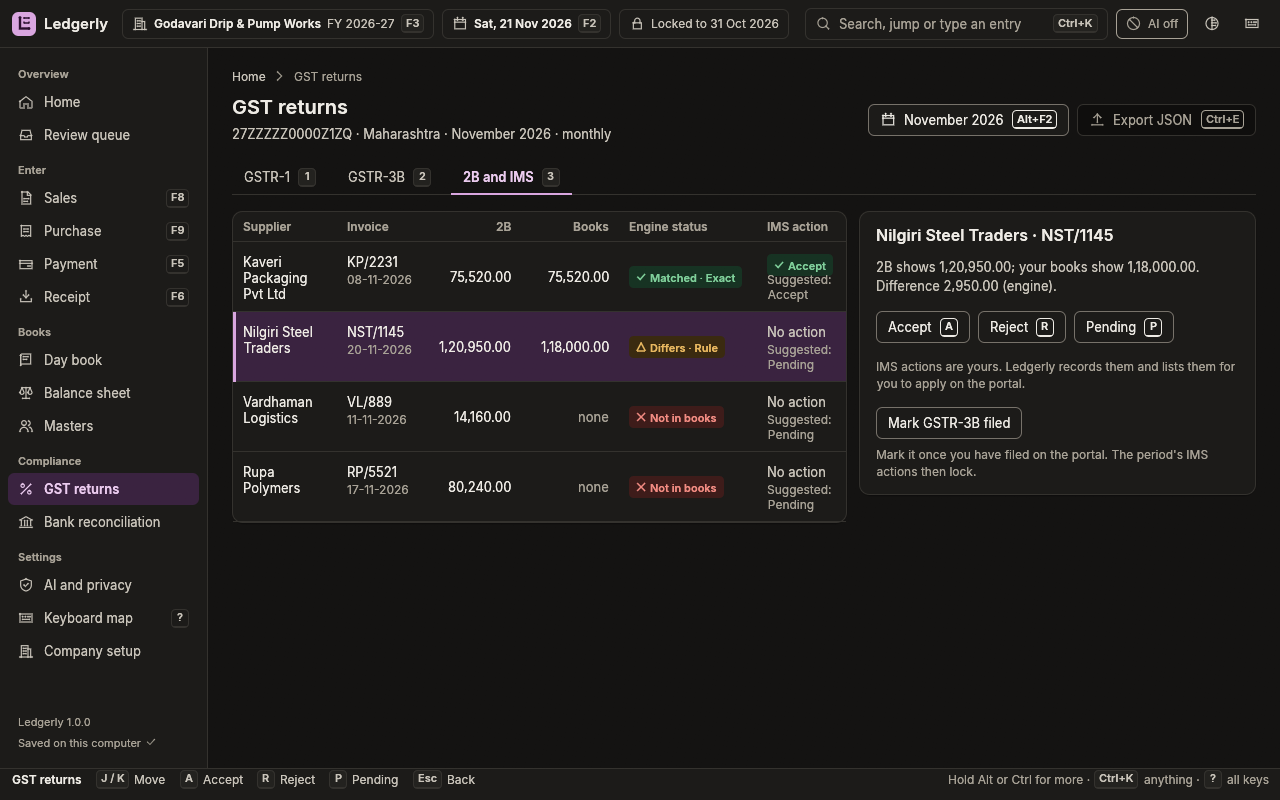 Ledgerly
Godavari Drip & Pump Works FY 2026-27 F3
Sat, 21 Nov 2026 F2
Locked to 31 Oct 2026
Search, jump or type an entry Ctrl+K
AI off
Overview
Home
Review queue
Enter
Sales F8
Purchase F9
Payment F5
Receipt F6
Books
Day book
Balance sheet
Masters
Compliance
GST returns
Bank reconciliation
Settings
AI and privacy
Keyboard map ?
Company setup
Ledgerly 1.0.0
Saved on this computer
Home > GST returns
GST returns
27ZZZZZ0000Z1ZQ · Maharashtra · November 2026 · monthly
November 2026 Alt+F2
Export JSON Ctrl+E
GSTR-1 1 GSTR-3B 2 2B and IMS 3
Supplier Invoice 2B Books Engine status IMS action
Kaveri Packaging Pvt Ltd KP/2231 08-11-2026 75,520.00 75,520.00 Matched · Exact Accept Suggested: Accept
Nilgiri Steel Traders NST/1145 20-11-2026 1,20,950.00 1,18,000.00 Differs · Rule No action Suggested: Pending
Vardhaman Logistics VL/889 11-11-2026 14,160.00 none Not in books No action Suggested: Pending
Rupa Polymers RP/5521 17-11-2026 80,240.00 none Not in books No action Suggested: Pending
Nilgiri Steel Traders · NST/1145
2B shows 1,20,950.00; your books show 1,18,000.00.
Difference 2,950.00 (engine).
Accept A Reject R Pending P
IMS actions are yours. Ledgerly records them and lists them for
you to apply on the portal.
Mark GSTR-3B filed
Mark it once you have filed on the portal. The period's IMS
actions then lock.
GST returns J / K Move A Accept R Reject P Pending Esc Back
Hold Alt or Ctrl for more · Ctrl+K anything · ? all keys